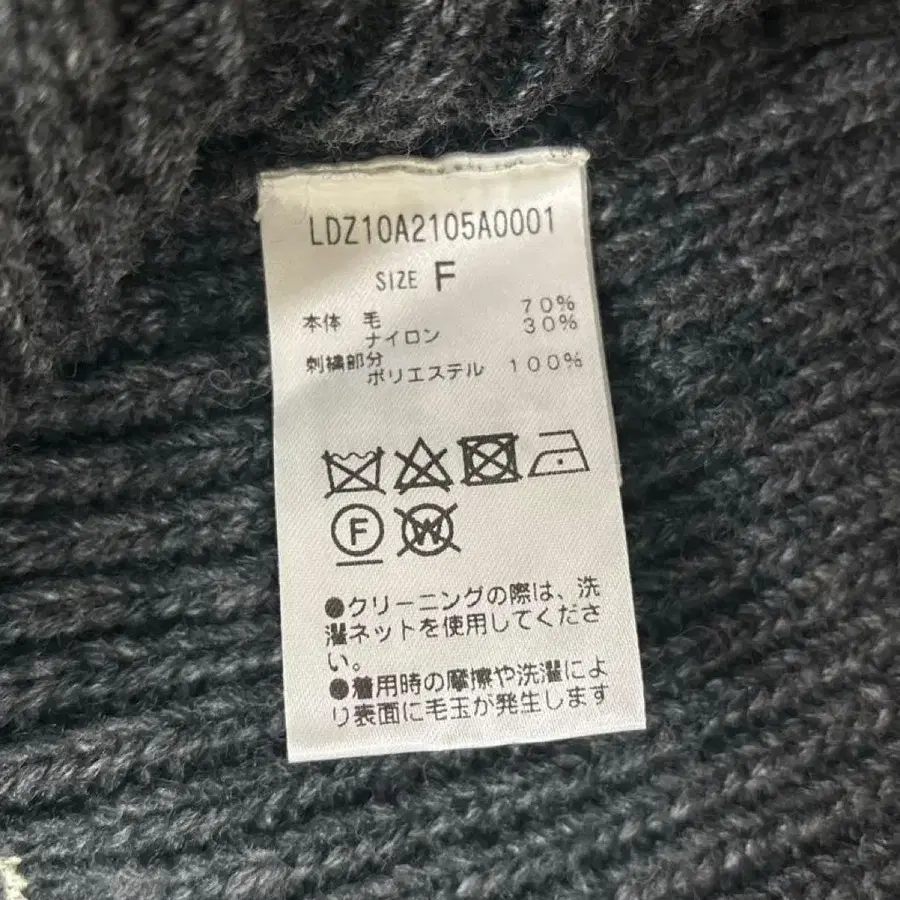 LDZ10A2105A0001
SIZE F
本体 毛 70%
ナイロン 30%
刺繍部分
ポリエステル 100%
F W
●クリーニングの際は、洗
濯ネットを使用してくださ
い。
●着用時の摩擦や洗濯によ
り表面に毛玉が発生します